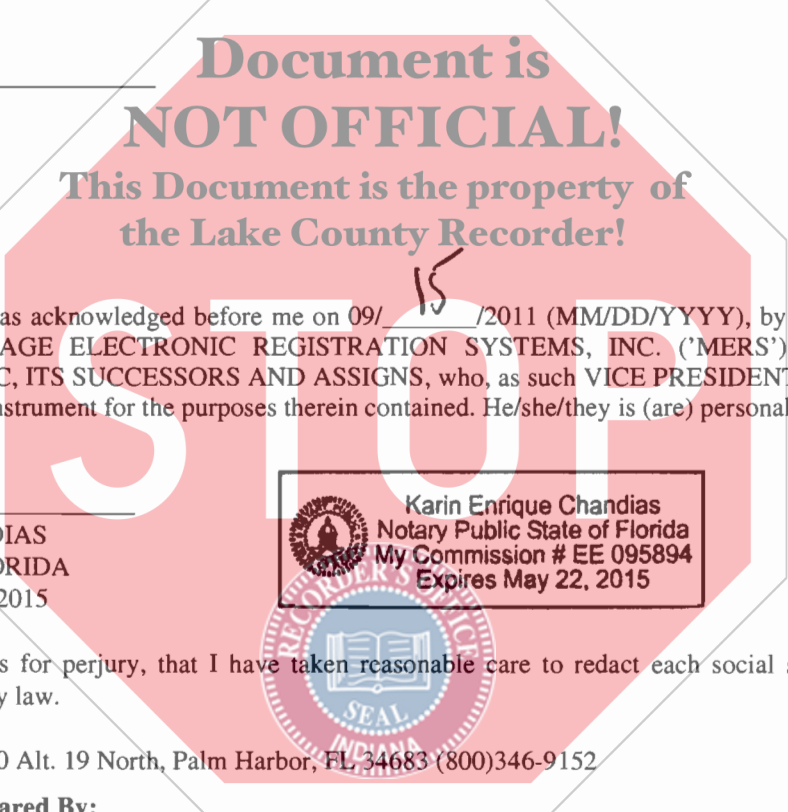 Document is
NOT OFFICIAL!
This Document is the property of
the Lake County Recorder!
as acknowledged before me on 09/ 15 /2011 (MM/DD/YYYY), by
AGE ELECTRONIC REGISTRATION SYSTEMS, INC. ('MERS')
C, ITS SUCCESSORS AND ASSIGNS, who, as such VICE PRESIDENT
nstrument for the purposes therein contained. He/she/they is (are) personal
STOP
Karin Enrique Chandias
Notary Public State of Florida
My Commission # EE 095894
Expires May 22, 2015
DIAS
ORIDA
2015
RECORDER'S OFFICE
SEAL
INDIANA
s for perjury, that I have taken reasonable care to redact each social s
y law.
0 Alt. 19 North, Palm Harbor, FL 34683 (800)346-9152
ared By: